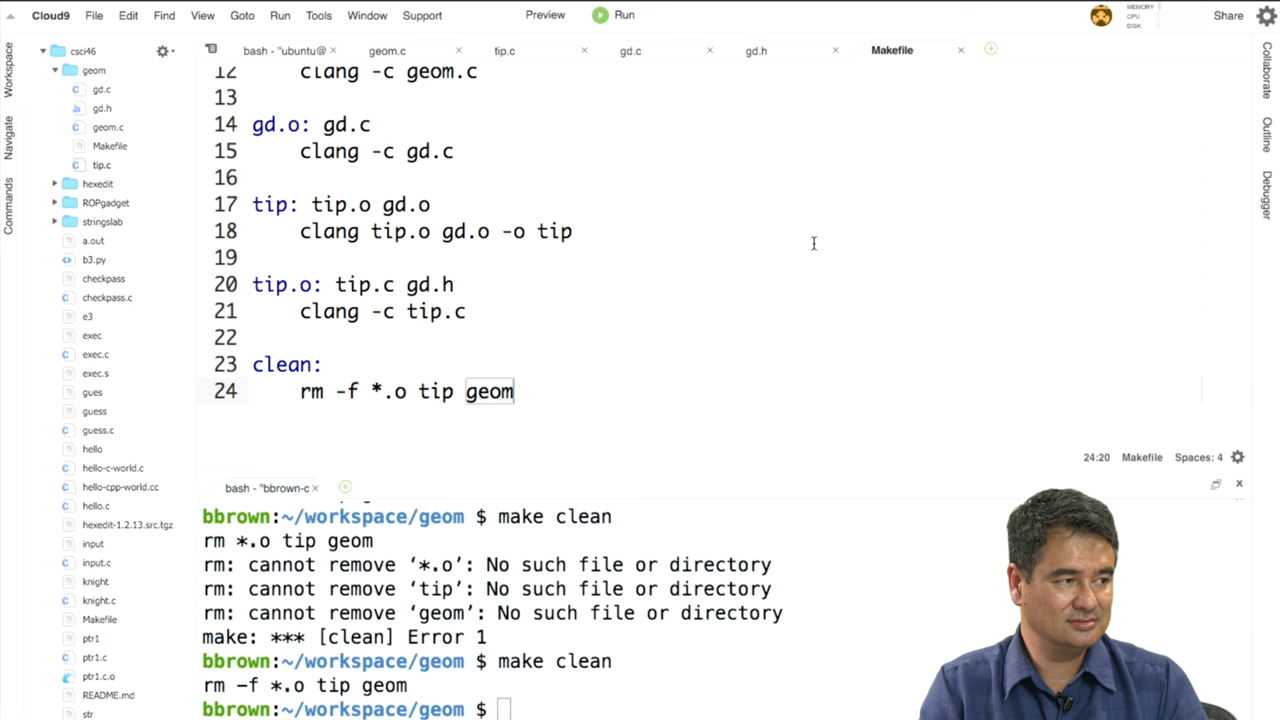 Cloud9 File Edit Find View Goto Run Tools Window Support Preview Run MEMORY CPU DISK Share
Workspace
Navigate
Commands
csci46
geom
gd.c
gd.h
geom.c
Makefile
tip.c
hexedit
ROPgadget
stringslab
a.out
b3.py
checkpass
checkpass.c
e3
exec
exec.c
exec.s
gues
guess
guess.c
hello
hello-c-world.c
hello-cpp-world.cc
hello.c
hexedit-1.2.13.src.tgz
input
input.c
knight
knight.c
Makefile
ptr1
ptr1.c
ptr1.c.o
README.md
str
bash - "ubuntu@ geom.c tip.c gd.c gd.h Makefile
12 clang -c geom.c
13
14 gd.o: gd.c
15 clang -c gd.c
16
17 tip: tip.o gd.o
18 clang tip.o gd.o -o tip
19
20 tip.o: tip.c gd.h
21 clang -c tip.c
22
23 clean:
24 rm -f *.o tip geom
24:20 Makefile Spaces: 4
bash - "bbrown-c
bbrown:~/workspace/geom $ make clean
rm *.o tip geom
rm: cannot remove ‘*.o’: No such file or directory
rm: cannot remove ‘tip’: No such file or directory
rm: cannot remove ‘geom’: No such file or directory
make: *** [clean] Error 1
bbrown:~/workspace/geom $ make clean
rm -f *.o tip geom
bbrown:~/workspace/geom $
Collaborate
Outline
Debugger